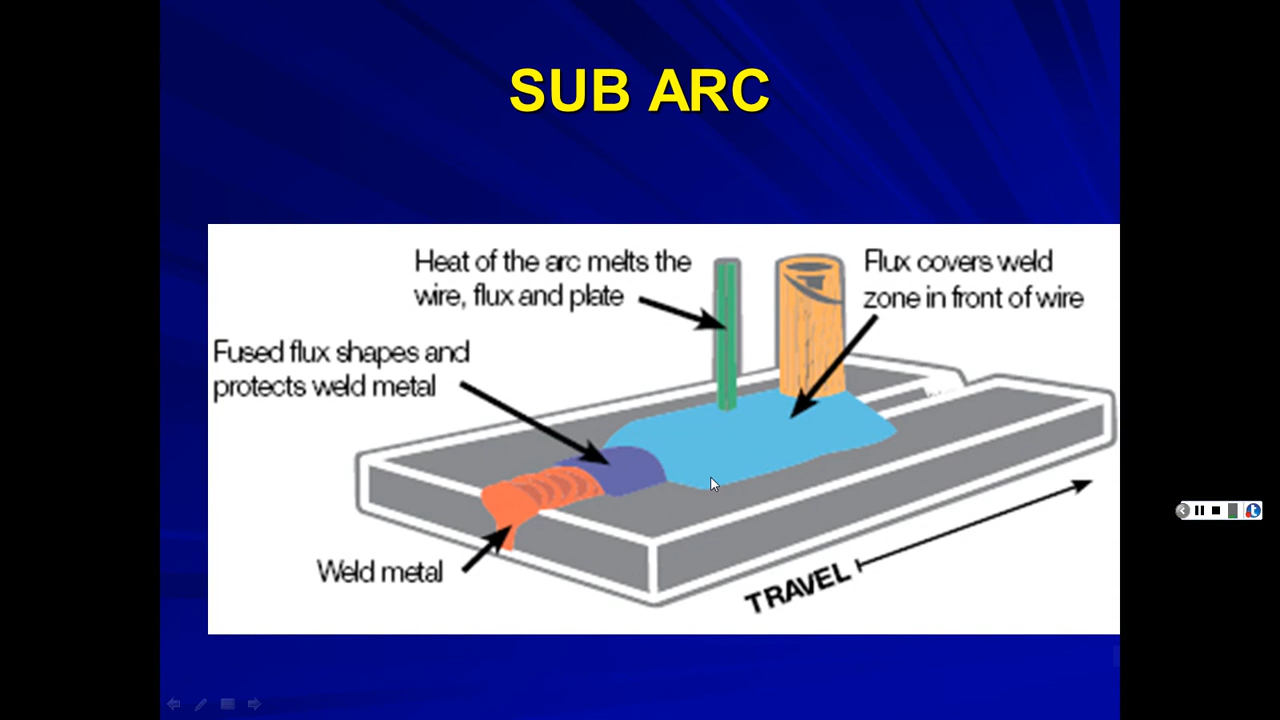 SUB ARC
Heat of the arc melts the
wire, flux and plate
Flux covers weld
zone in front of wire
Fused flux shapes and
protects weld metal
Weld metal
TRAVEL